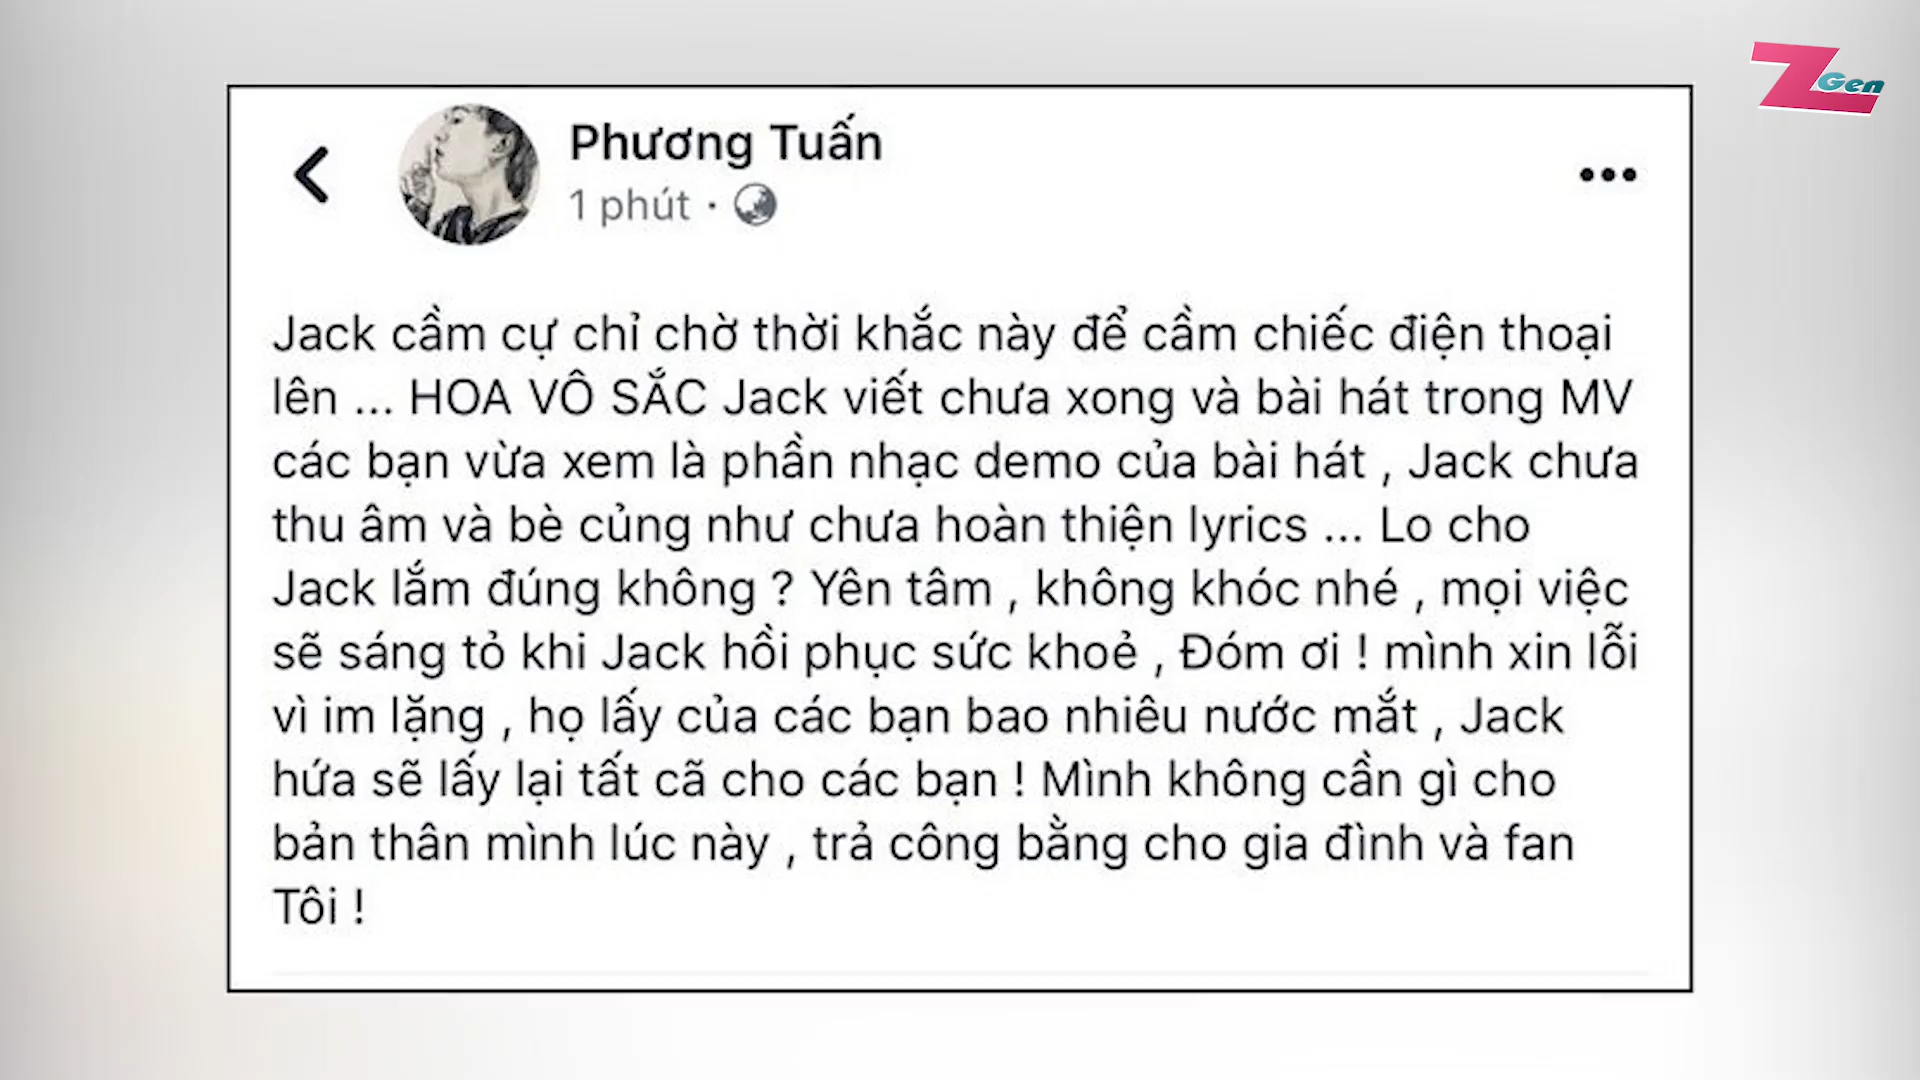 ZGen
Phương Tuấn
1 phút ·
Jack cầm cự chỉ chờ thời khắc này để cầm chiếc điện thoại
lên ... HOA VÔ SẮC Jack viết chưa xong và bài hát trong MV
các bạn vừa xem là phần nhạc demo của bài hát , Jack chưa
thu âm và bè củng như chưa hoàn thiện lyrics ... Lo cho
Jack lắm đúng không ? Yên tâm , không khóc nhé , mọi việc
sẽ sáng tỏ khi Jack hồi phục sức khoẻ , Đóm ơi ! mình xin lỗi
vì im lặng , họ lấy của các bạn bao nhiêu nước mắt , Jack
hứa sẽ lấy lại tất cã cho các bạn ! Mình không cần gì cho
bản thân mình lúc này , trả công bằng cho gia đình và fan
Tôi !